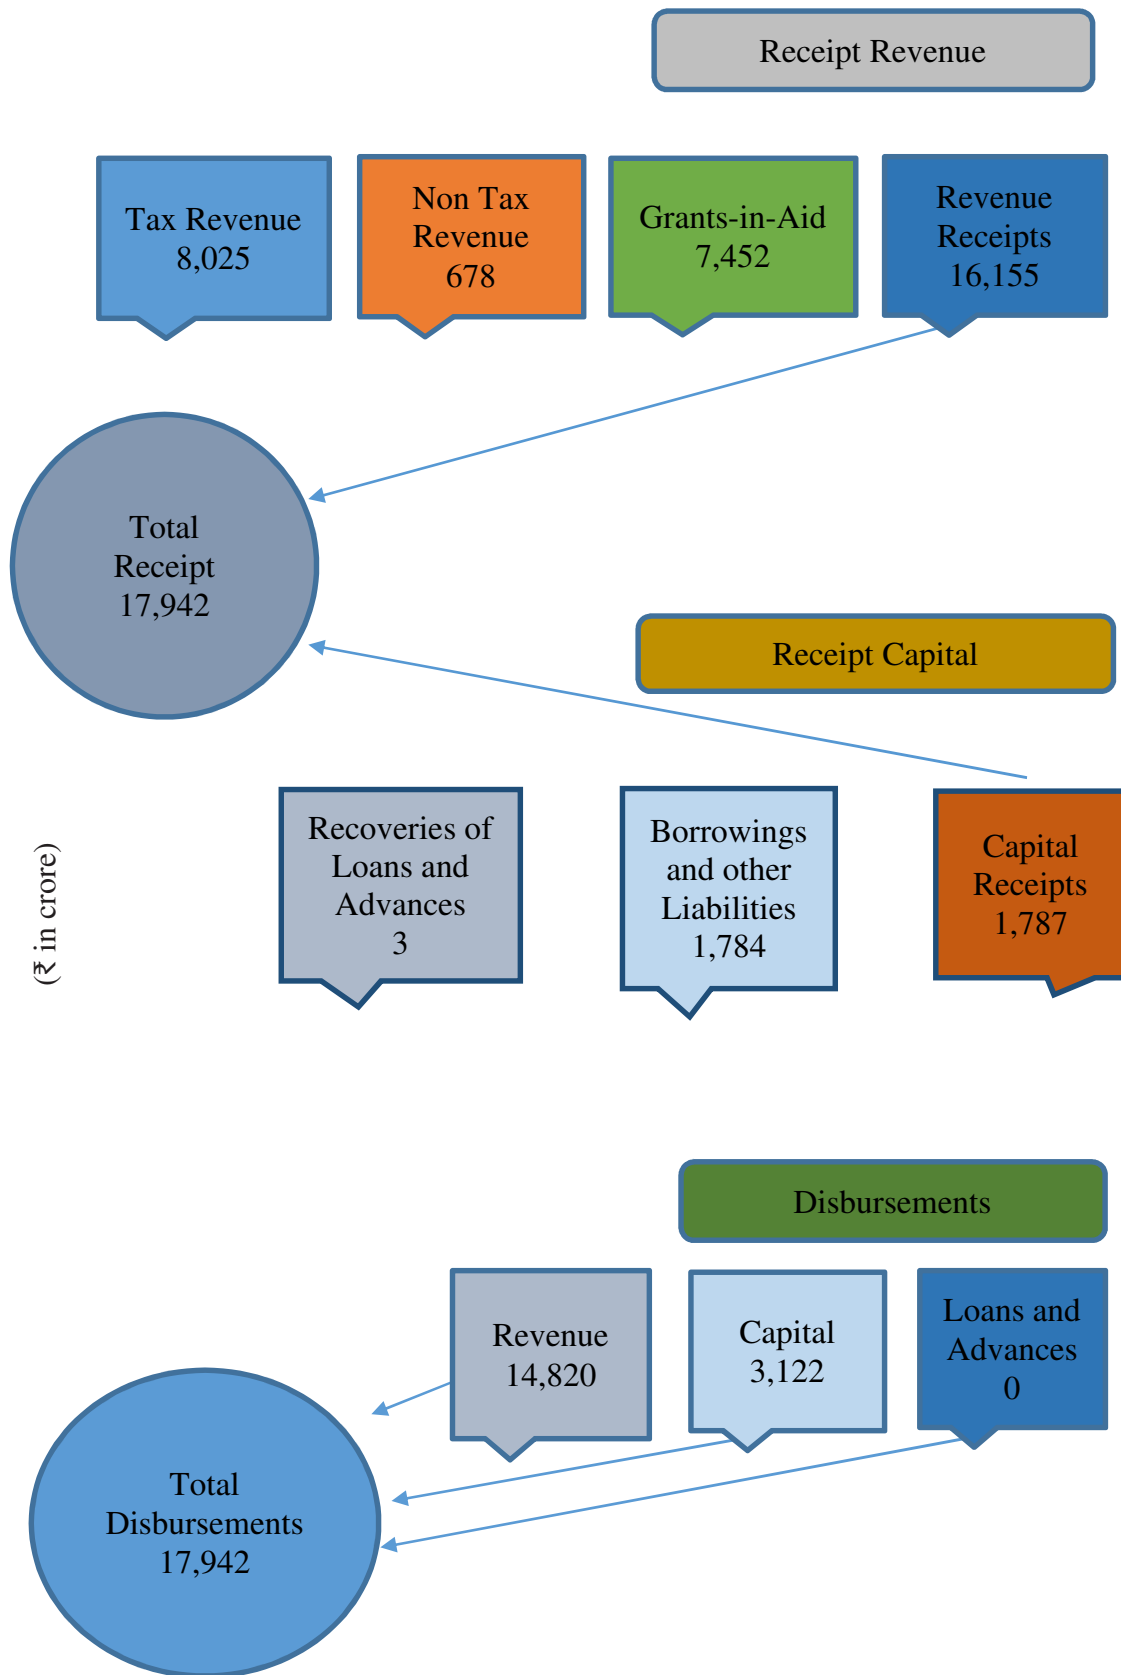 Receipt Revenue
Tax Revenue
8,025
Non Tax
Revenue
678
Grants-in-Aid
7,452
Revenue
Receipts
16,155
Total
Receipt
17,942
Receipt Capital
Recoveries of
Loans and
Advances
3
Borrowings
and other
Liabilities
1,784
Capital
Receipts
1,787
(₹ in crore)
Disbursements
Revenue
14,820
Capital
3,122
Loans and
Advances
0
Total
Disbursements
17,942